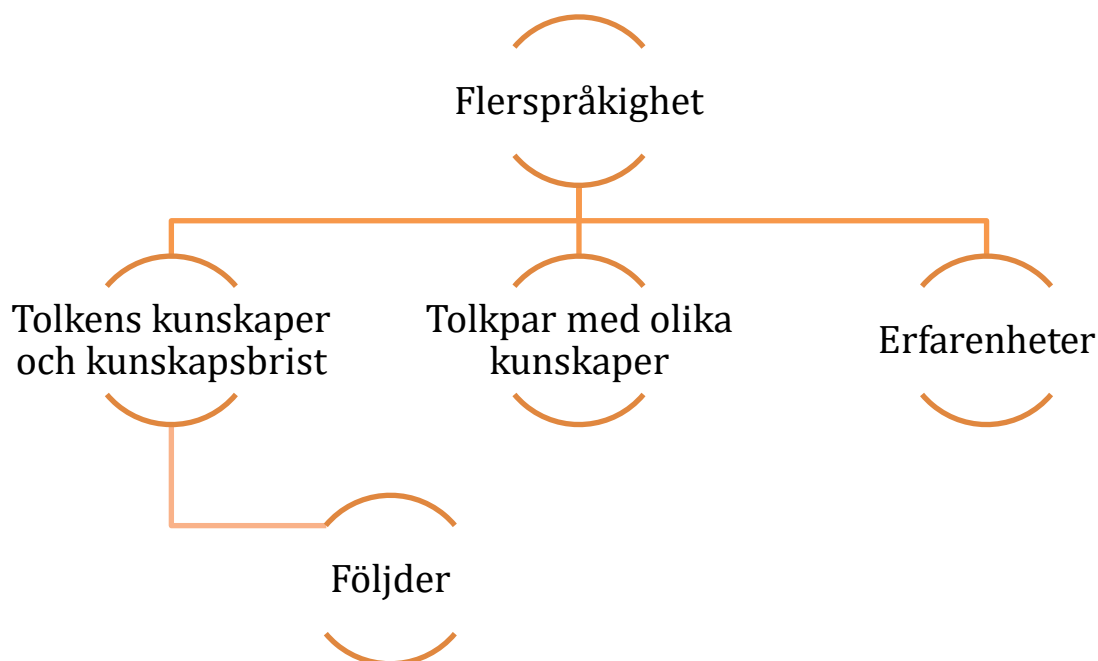 Flerspråkighet
Tolkens kunskaper
och kunskapsbrist
Tolkpar med olika
kunskaper
Erfarenheter
Följder